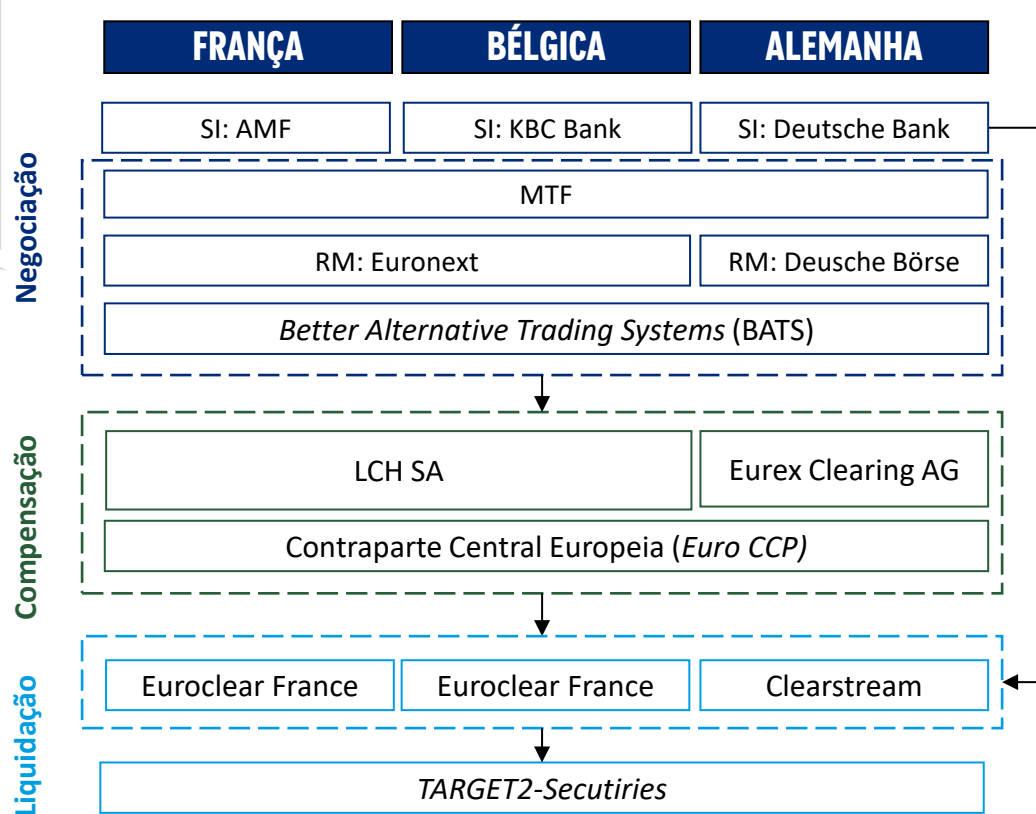 FRANÇA
BÉLGICA
ALEMANHA
Negociação
SI: AMF
SI: KBC Bank
SI: Deutsche Bank
MTF
RM: Euronext
RM: Deusche Börse
Better Alternative Trading Systems (BATS)
Compensação
LCH SA
Eurex Clearing AG
Contraparte Central Europeia (Euro CCP)
Liquidação
Euroclear France
Euroclear France
Clearstream
TARGET2-Secutiries